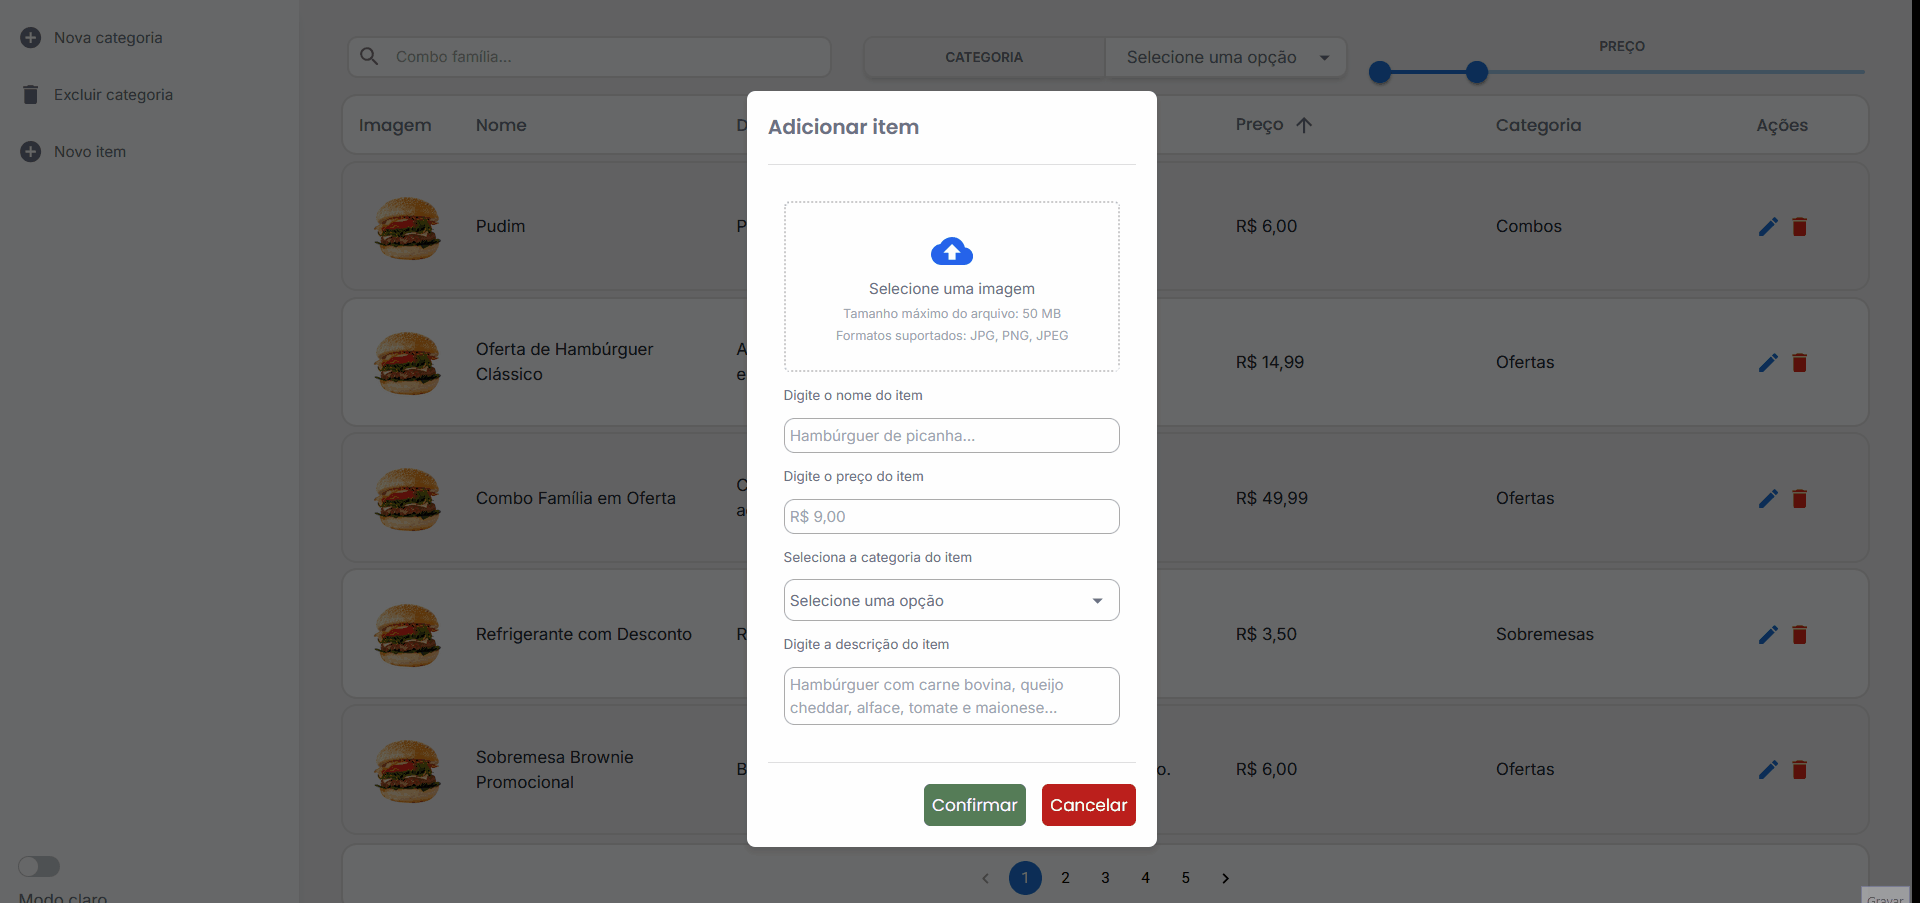 Nova categoria
Excluir categoria
Novo item
Modo claro
Combo família...
CATEGORIA
Selecione uma opção
PREÇO
Imagem
Nome
D
Preço
Categoria
Ações
Pudim
P
R$ 6,00
Combos
Oferta de Hambúrguer
Clássico
A
e
R$ 14,99
Ofertas
Combo Família em Oferta
C
a
R$ 49,99
Ofertas
Refrigerante com Desconto
R
R$ 3,50
Sobremesas
Sobremesa Brownie
Promocional
B
o.
R$ 6,00
Ofertas
1
2
3
4
5
Adicionar item
Selecione uma imagem
Tamanho máximo do arquivo: 50 MB
Formatos suportados: JPG, PNG, JPEG
Digite o nome do item
Hambúrguer de picanha...
Digite o preço do item
R$ 9,00
Seleciona a categoria do item
Selecione uma opção
Digite a descrição do item
Hambúrguer com carne bovina, queijo
cheddar, alface, tomate e maionese...
Confirmar
Cancelar
Gravar